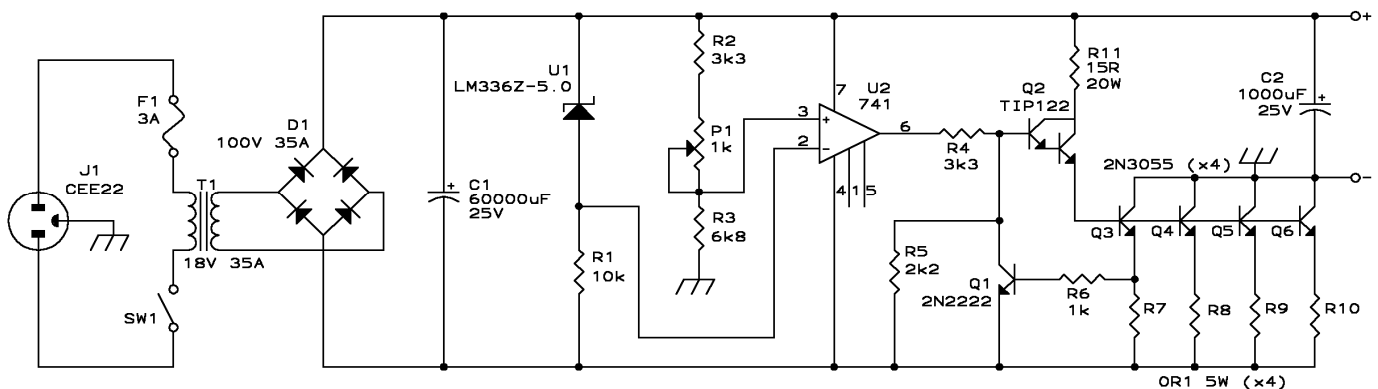 J1
CEE22
F1
3A
SW1
T1
18V 35A
D1
100V 35A
+
C1
60000uF
25V
U1
LM336Z-5.0
R1
10k
R2
3k3
P1
1k
R3
6k8
3
+
2
-
7
U2
741
6
4
1
5
R4
3k3
R5
2k2
Q1
2N2222
R6
1k
Q2
TIP122
R11
15R
20W
2N3055 (x4)
Q3
Q4
Q5
Q6
R7
R8
R9
R10
0R1 5W (x4)
C2
1000uF
25V
+
+
-